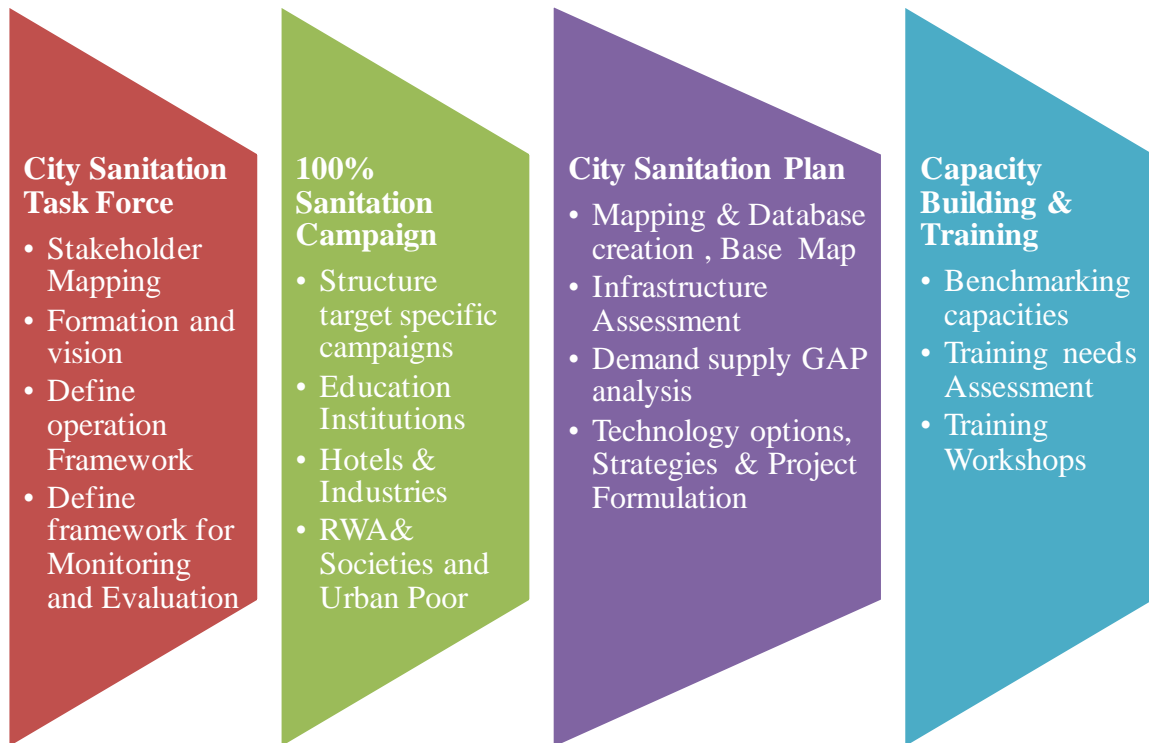 City Sanitation
Task Force
• Stakeholder
Mapping
• Formation and
vision
• Define
operation
Framework
• Define
framework for
Monitoring
and Evaluation
100%
Sanitation
Campaign
• Structure
target specific
campaigns
• Education
Institutions
• Hotels &
Industries
• RWA&
Societies and
Urban Poor
City Sanitation Plan
• Mapping & Database
creation , Base Map
• Infrastructure
Assessment
• Demand supply GAP
analysis
• Technology options,
Strategies & Project
Formulation
Capacity
Building &
Training
• Benchmarking
capacities
• Training needs
Assessment
• Training
Workshops